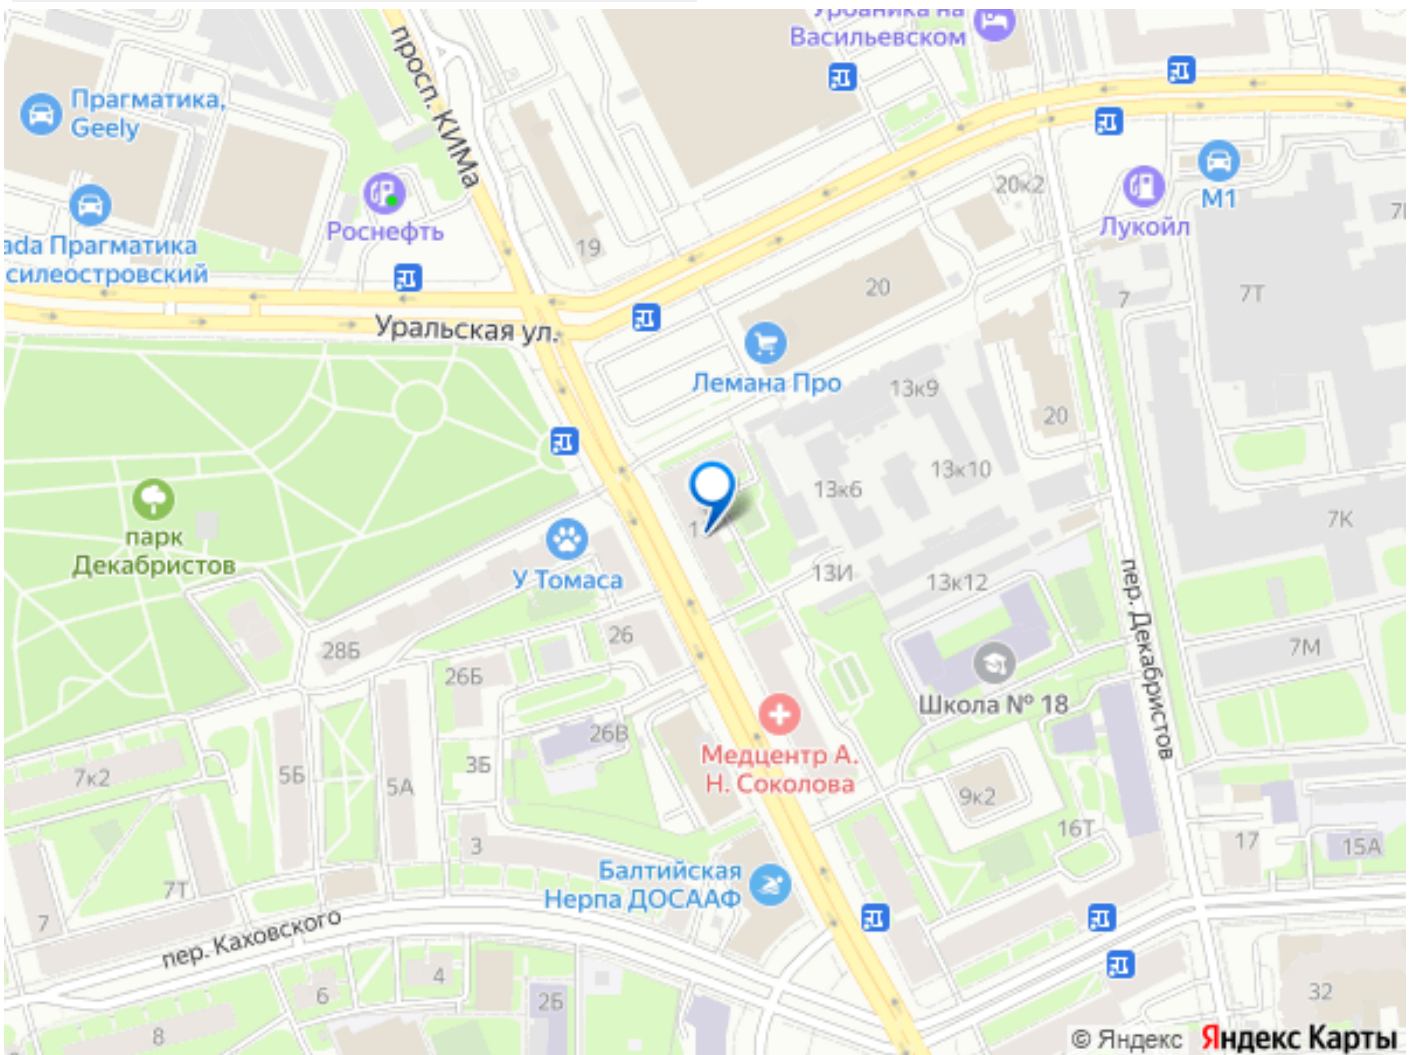 Урбаника на
Васильевском
просп. КИМа
Прагматика,
Geely
М1
20к2
Лукойл
Роснефть
19
ada Прагматика
силеостровский
20
7
7Т
Уральская ул.
Лемана Про
13к9
20
13к6
13к10
7К
парк
Декабристов
У Томаса
13И
13к12
пер. Декабристов
26
28Б
26Б
7М
Школа № 18
26В
Медцентр А.
Н. Соколова
7к2
5Б
5А
3Б
9к2
16Т
17
15А
3
Балтийская
Нерпа ДОСААФ
7Т
7
пер. Каховского
4
6
2Б
8
32
© Яндекс Яндекс Карты